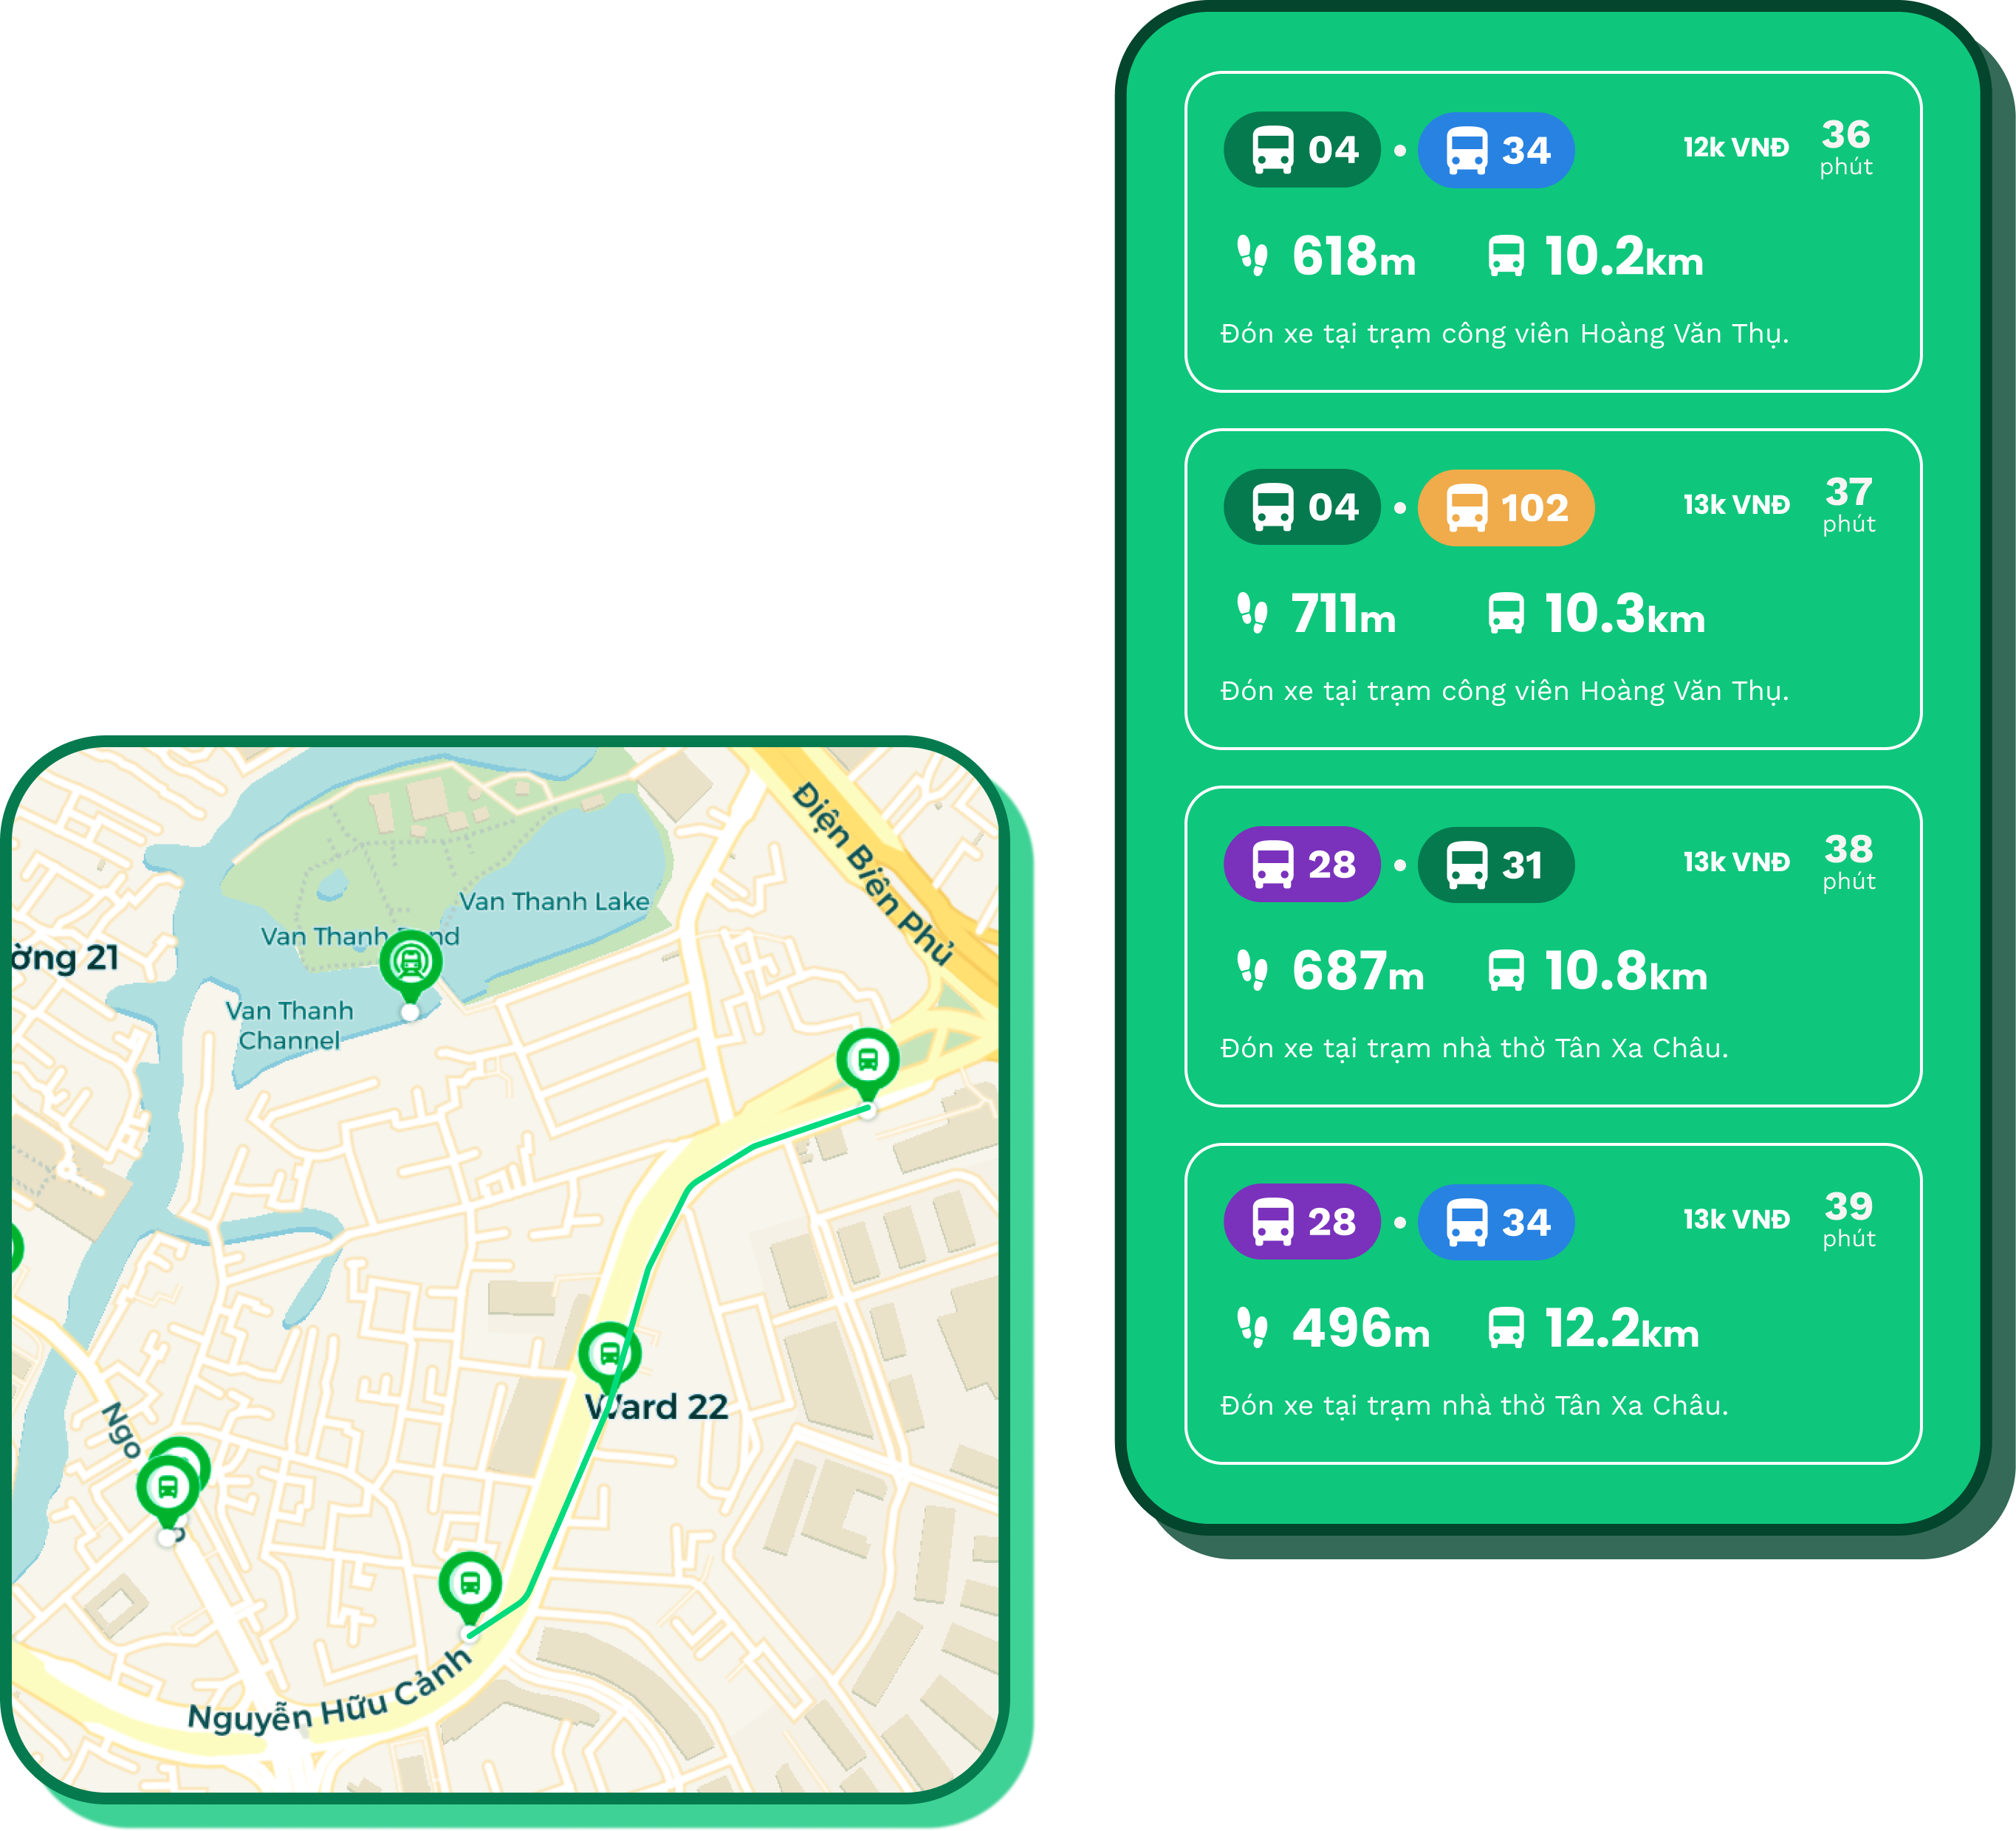 04 • 34 12k VNĐ 36
phút
618m 10.2km
Đón xe tại trạm công viên Hoàng Văn Thụ.
04 • 102 13k VNĐ 37
phút
711m 10.3km
Đón xe tại trạm công viên Hoàng Văn Thụ.
28 • 31 13k VNĐ 38
phút
687m 10.8km
Đón xe tại trạm nhà thờ Tân Xa Châu.
28 • 34 13k VNĐ 39
phút
496m 12.2km
Đón xe tại trạm nhà thờ Tân Xa Châu.
Điện Biên Phủ
Van Thanh Lake
Van Thanh
ờng 21
Van Thanh
Channel
Ward 22
Ngo
Nguyễn Hữu Cảnh